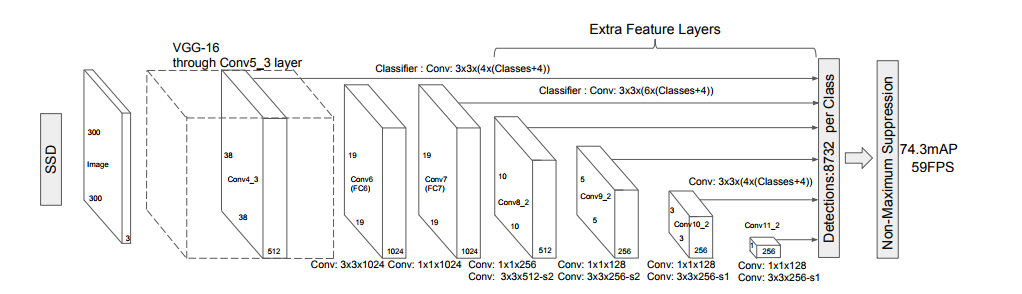 Extra Feature Layers
VGG-16
through Conv5_3 layer
Classifier : Conv: 3x3x(4x(Classes+4))
Classifier : Conv: 3x3x(6x(Classes+4))
SSD
300
Image
300
3
38
Conv4_3
38
512
19
Conv6
(FC6)
19
1024
19
Conv7
(FC7)
19
1024
10
Conv8_2
10
512
5
Conv9_2
5
256
Conv: 3x3x(4x(Classes+4))
3
Conv10_2
3
256
Conv11_2
1
256
Detections:8732 per Class
Non-Maximum Suppression
74.3mAP
59FPS
Conv: 3x3x1024
Conv: 1x1x1024
Conv: 1x1x256
Conv: 3x3x512-s2
Conv: 1x1x128
Conv: 3x3x256-s2
Conv: 1x1x128
Conv: 3x3x256-s1
Conv: 1x1x128
Conv: 3x3x256-s1